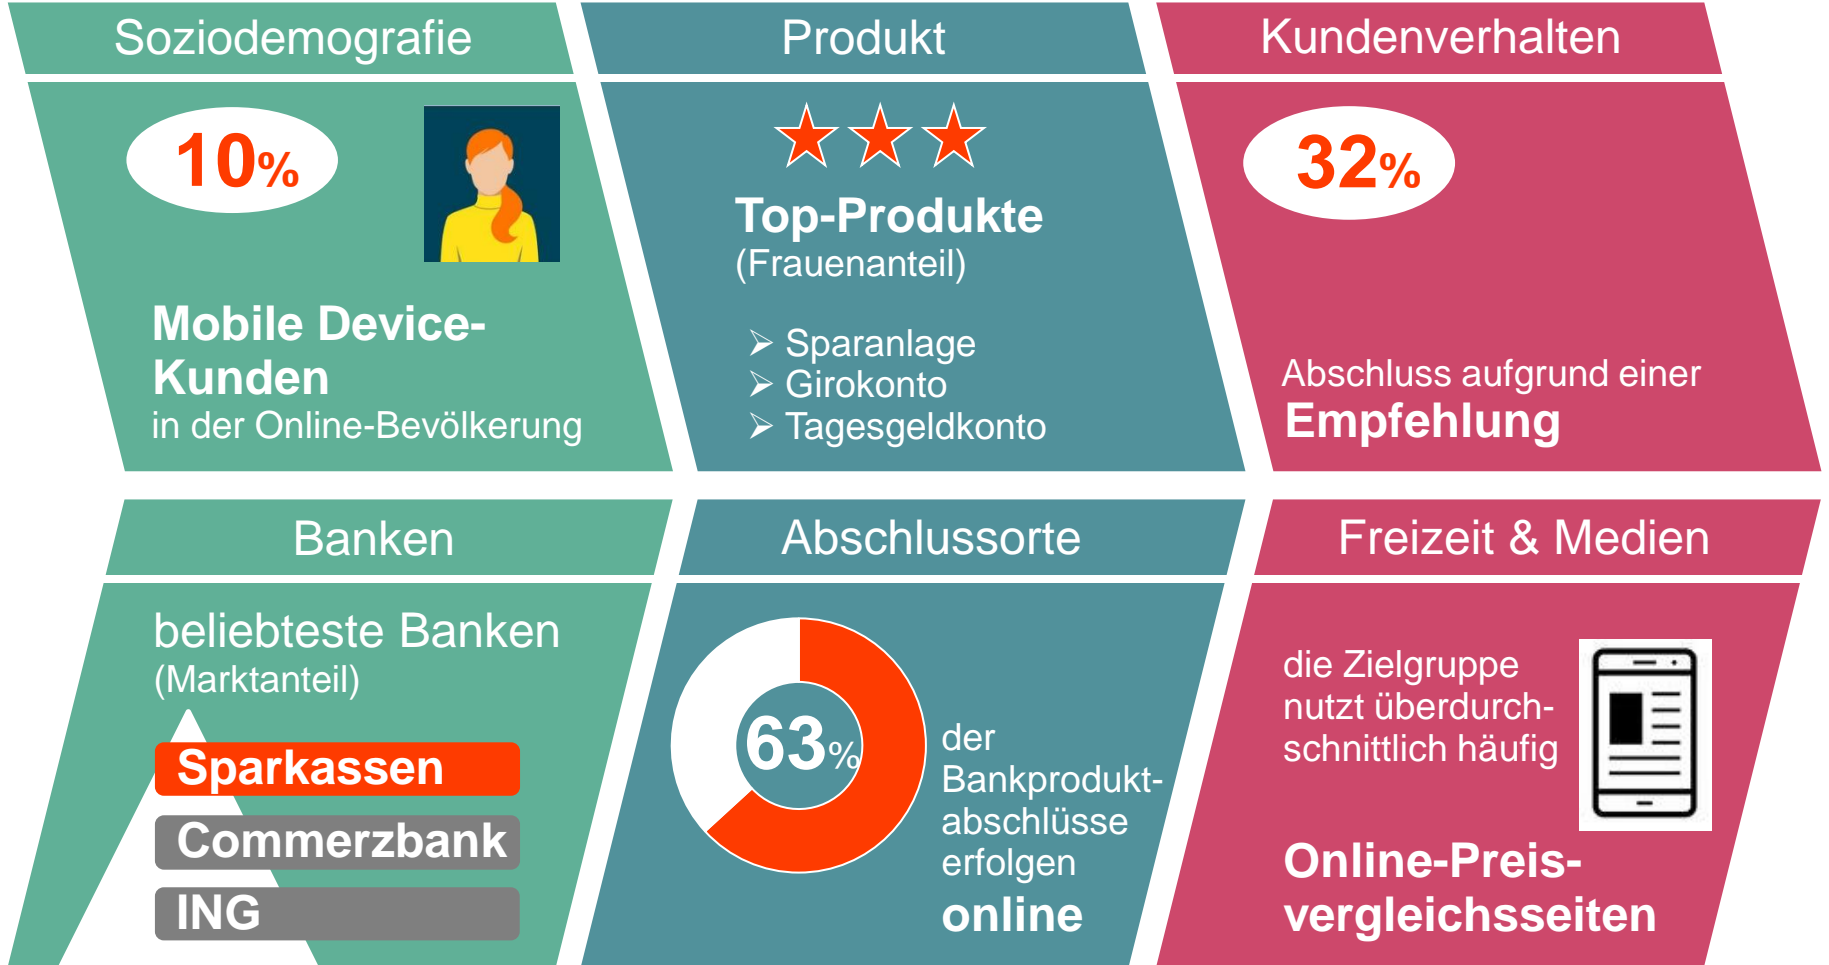 Soziodemografie
10%
Mobile Device-
Kunden
in der Online-Bevölkerung
Produkt
Top-Produkte
(Frauenanteil)
➢ Sparanlage
➢ Girokonto
➢ Tagesgeldkonto
Kundenverhalten
32%
Abschluss aufgrund einer
Empfehlung
Banken
beliebteste Banken
(Marktanteil)
Sparkassen
Commerzbank
ING
Abschlussorte
63%
der
Bankprodukt-
abschlüsse
erfolgen
online
Freizeit & Medien
die Zielgruppe
nutzt überdurch-
schnittlich häufig
Online-Preis-
vergleichsseiten